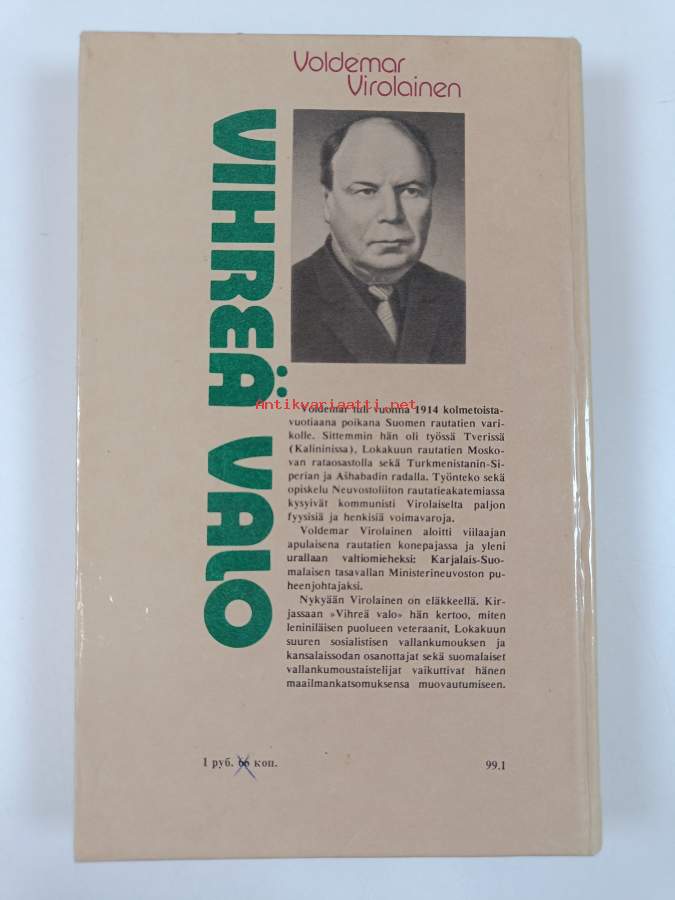 Voldemar
Virolainen
VIHREÄ VALO
Antikvariaatti.net
Voldemar tuli vuonna 1914 kolmetoista-
vuotiaana poikana Suomen rautatien vari-
kolle. Sittemmin hän oli työssä Tverissä
(Kalininissa), Lokakuun rautatien Mosko-
van rataosastolla sekä Turkmenistanin-Si-
perian ja Ašhabadin radalla. Työnteko sekä
opiskelu Neuvostoliiton rautatieakatemiassa
kysyivät kommunisti Virolaiselta paljon
fyysisiä ja henkisiä voimavaroja.
Voldemar Virolainen aloitti viilaajan
apulaisena rautatien konepajassa ja yleni
urallaan valtiomieheksi: Karjalais-Suo-
malaisen tasavallan Ministerineuvoston pu-
heenjohtajaksi.
Nykyään Virolainen on eläkkeellä. Kir-
jassaan »Vihreä valo» hän kertoo, miten
leniniläisen puolueen veteraanit, Lokakuun
suuren sosialistisen vallankumouksen ja
kansalaissodan osanottajat sekä suomalaiset
vallankumoustaistelijat vaikuttivat hänen
maailmankatsomuksensa muovautumiseen.
1 руб. 66 коп.
99.1